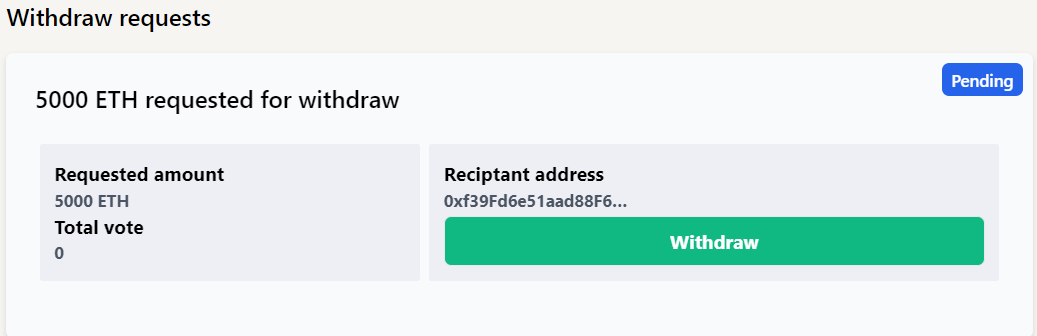 Withdraw requests
Pending
5000 ETH requested for withdraw
Requested amount
5000 ETH
Total vote
0
Reciptant address
0xf39Fd6e51aad88F6...
Withdraw